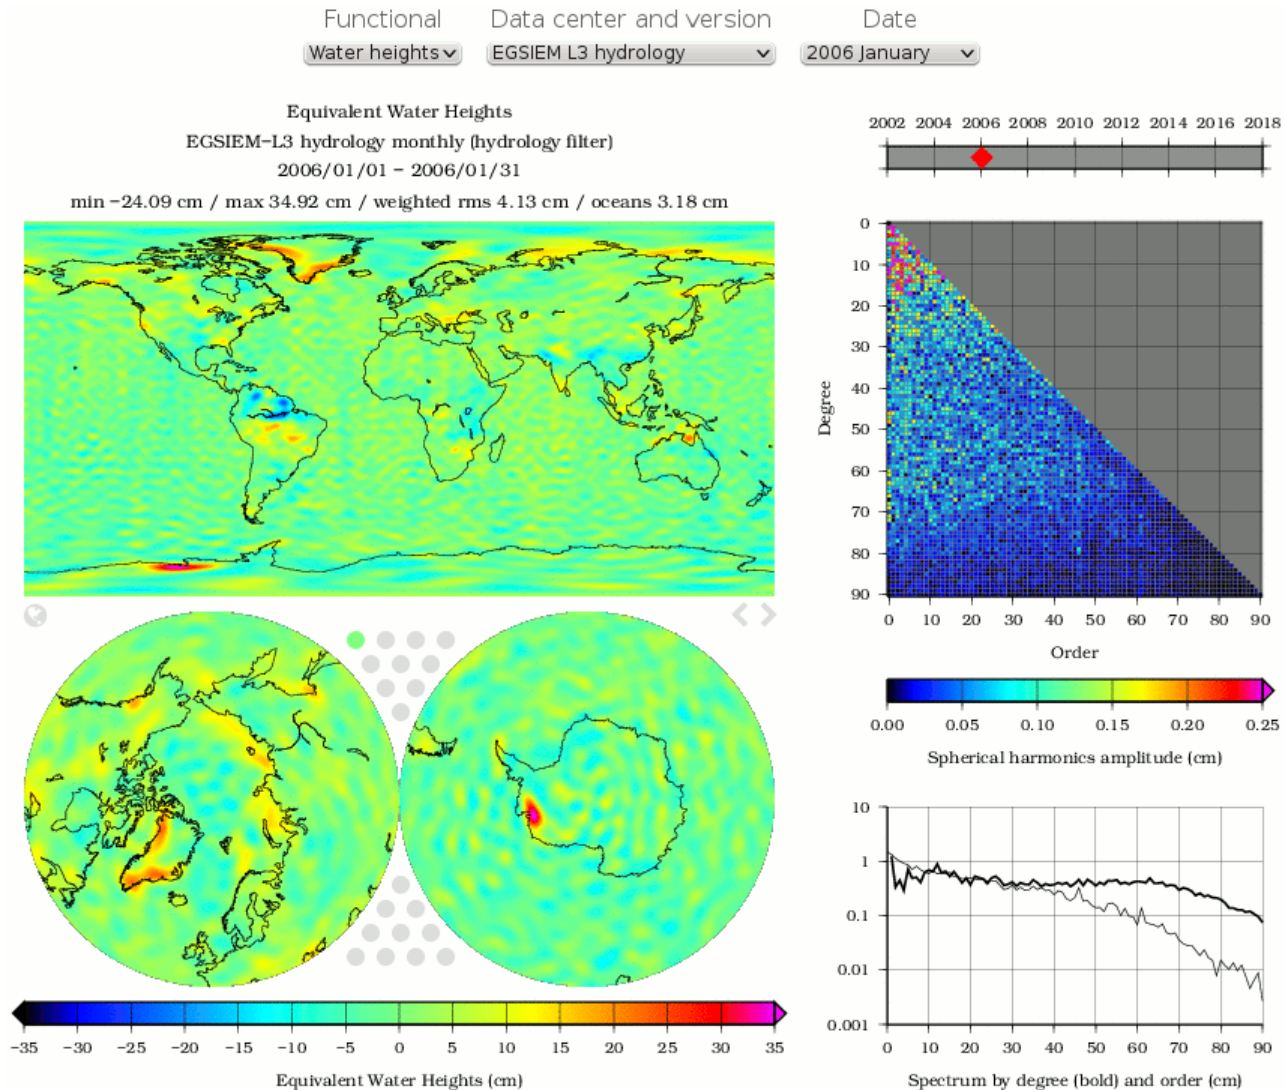 Functional Data center and version Date
Water heights EGSIEM L3 hydrology 2006 January
Equivalent Water Heights
EGSIEM-L3 hydrology monthly (hydrology filter)
2006/01/01 - 2006/01/31
min -24.09 cm / max 34.92 cm / weighted rms 4.13 cm / oceans 3.18 cm
2002 2004 2006 2008 2010 2012 2014 2016 2018
0
10
20
30
40
50
60
70
80
90
Degree
0 10 20 30 40 50 60 70 80 90
Order
0.00 0.05 0.10 0.15 0.20 0.25
Spherical harmonics amplitude (cm)
10
1
0.1
0.01
0.001
0 10 20 30 40 50 60 70 80 90
Spectrum by degree (bold) and order (cm)
-35 -30 -25 -20 -15 -10 -5 0 5 10 15 20 25 30 35
Equivalent Water Heights (cm)